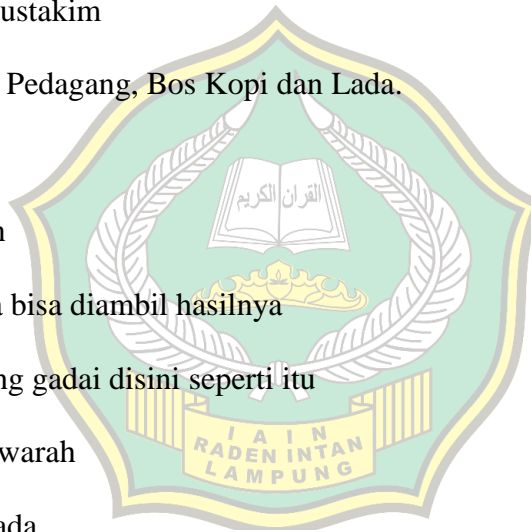 ustakim
Pedagang, Bos Kopi dan Lada.
القران الكريم
n
bisa diambil hasilnya
ng gadai disini seperti itu
warah
I A I N
RADEN INTAN
LAMPUNG
ada